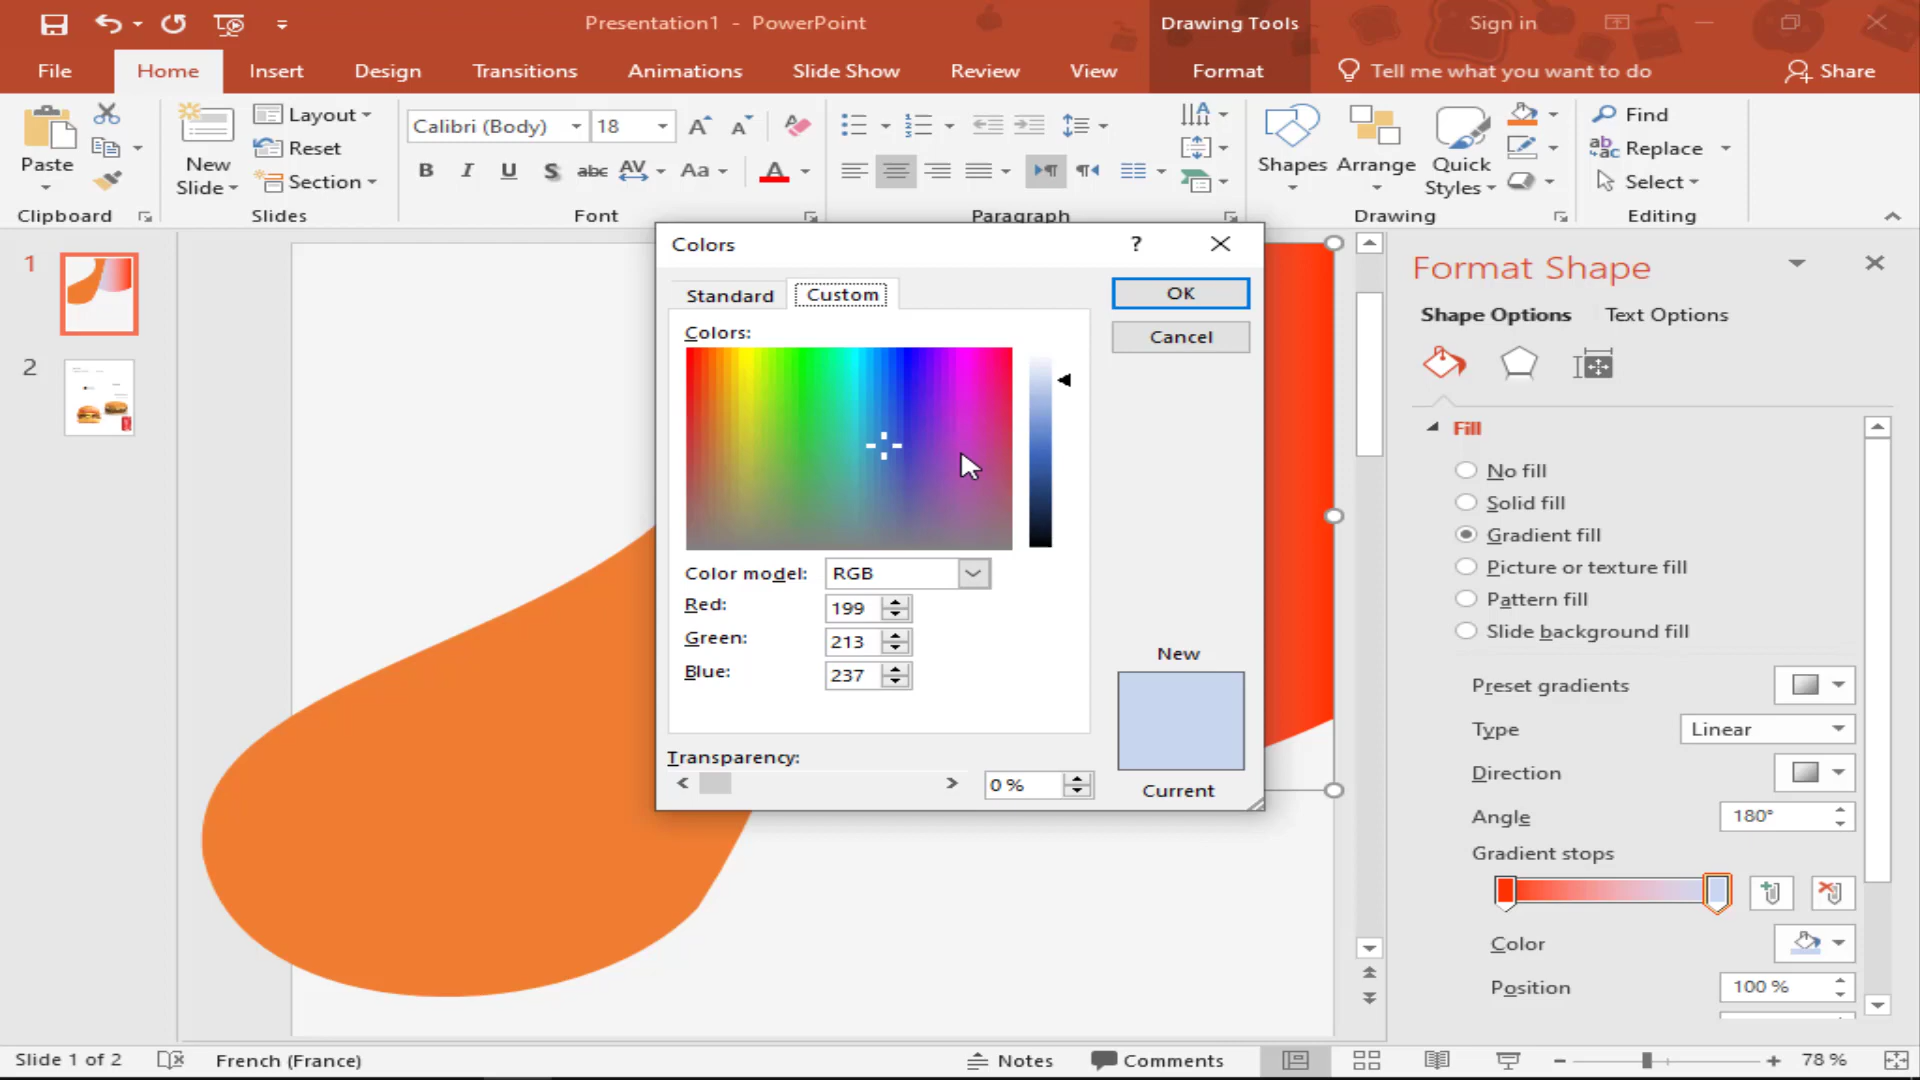 Presentation1 - PowerPoint
Drawing Tools
Sign in
File
Home
Insert
Design
Transitions
Animations
Slide Show
Review
View
Format
Tell me what you want to do
Share
Paste
New
Slide
Layout
Reset
Section
Calibri (Body)
18
A
A
B
I
U
S
abc
AV
Aa
A
Shapes
Arrange
Quick
Styles
Find
Replace
Select
Clipboard
Slides
Font
Paragraph
Drawing
Editing
1
2
Colors
?
Standard
Custom
OK
Cancel
Colors:
Color model:
RGB
Red:
199
Green:
213
Blue:
237
Transparency:
0 %
New
Current
Format Shape
Shape Options
Text Options
Fill
No fill
Solid fill
Gradient fill
Picture or texture fill
Pattern fill
Slide background fill
Preset gradients
Type
Linear
Direction
Angle
180°
Gradient stops
Color
Position
100 %
Slide 1 of 2
French (France)
Notes
Comments
78 %